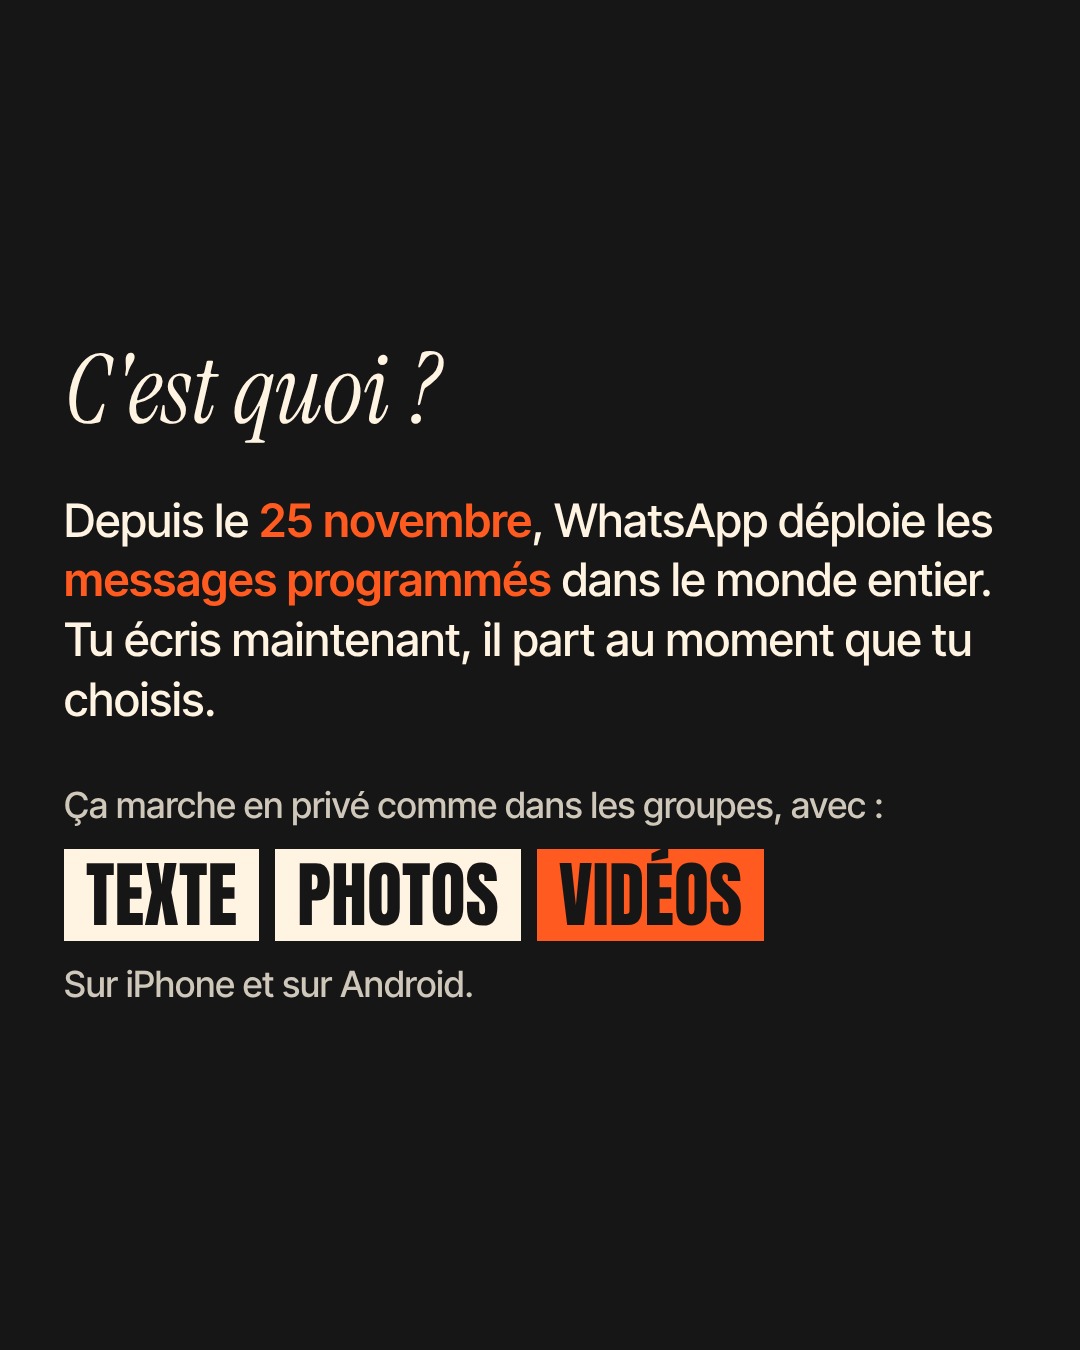 C'est quoi ?
Depuis le 25 novembre, WhatsApp déploie les
messages programmés dans le monde entier.
Tu écris maintenant, il part au moment que tu
choisis.
Ça marche en privé comme dans les groupes, avec :
TEXTE PHOTOS VIDÉOS
Sur iPhone et sur Android.